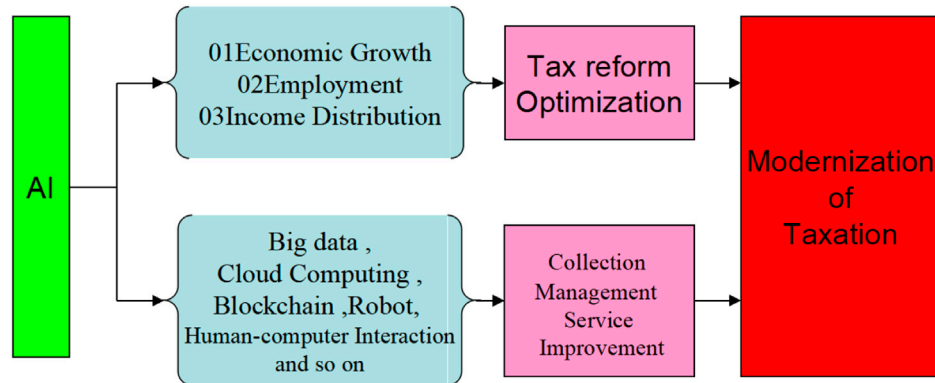 AI
01Economic Growth
02Employment
03Income Distribution
Tax reform
Optimization
Big data ,
Cloud Computing ,
Blockchain ,Robot,
Human-computer Interaction
and so on
Collection
Management
Service
Improvement
Modernization
of
Taxation